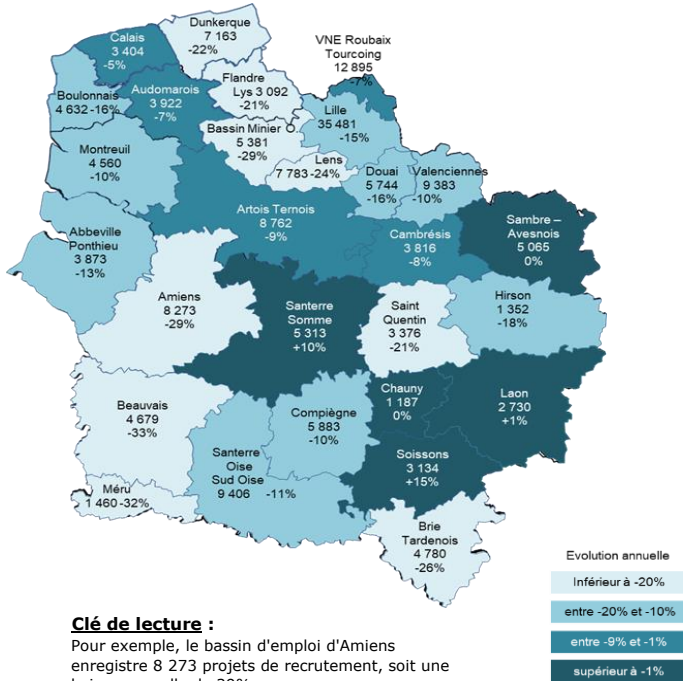 Dunkerque
7 163
-22%
Calais
3 404
-5%
VNE Roubaix
Tourcoing
12 895
-7%
Flandre
Lys 3 092
-21%
Boulonnais
4 632 -16%
Audomarois
3 922
-7%
Lille
35 481
-15%
Bassin Minier O.
5 381
-29%
Montreuil
4 560
-10%
Lens
7 783 -24%
Douai
5 744
-16%
Valenciennes
9 383
-10%
Artois Ternois
8 762
-9%
Cambrésis
3 816
-8%
Sambre –
Avesnois
5 065
0%
Abbeville
Ponthieu
3 873
-13%
Amiens
8 273
-29%
Santerre
Somme
5 313
+10%
Saint
Quentin
3 376
-21%
Hirson
1 352
-18%
Beauvais
4 679
-33%
Compiègne
5 883
-10%
Chauny
1 187
0%
Laon
2 730
+1%
Santerre
Oise
Sud Oise
9 406 -11%
Soissons
3 134
+15%
Méru
1 460 -32%
Brie
Tardenois
4 780
-26%
Evolution annuelle
Inférieur à -20%
entre -20% et -10%
entre -9% et -1%
supérieur à -1%
Clé de lecture :
Pour exemple, le bassin d'emploi d'Amiens
enregistre 8 273 projets de recrutement, soit une